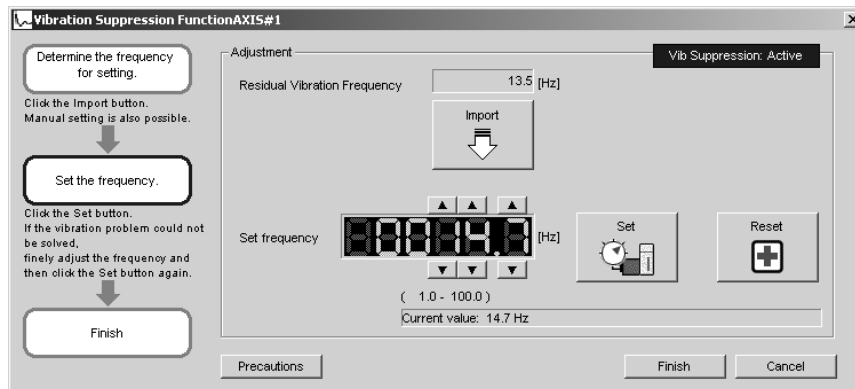 Vibration Suppression FunctionAXIS#1
Determine the frequency
for setting.
Click the Import button.
Manual setting is also possible.
Set the frequency.
Click the Set button.
If the vibration problem could not
be solved,
finely adjust the frequency and
then click the Set button again.
Finish
Adjustment
Vib Suppression: Active
Residual Vibration Frequency 13.5 [Hz]
Import
Set frequency 0014.7 [Hz]
Set
Reset
( 1.0 - 100.0 )
Current value: 14.7 Hz
Precautions
Finish
Cancel